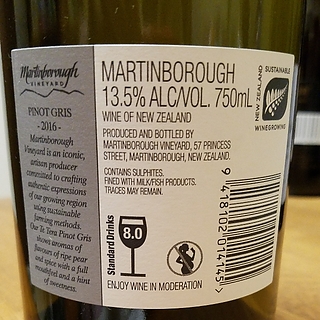 Martinborough
VINEYARD
PINOT GRIS
- 2016 -
Martinborough
Vineyard is an iconic,
artisan producer
committed to crafting
authentic expressions
of our growing region
using sustainable
farming methods.
Our Te Tera Pinot Gris
shows aromas of
flavours of ripe pear
and spice with a full
mouthfeel and a hint
of sweetness.
MARTINBOROUGH
13.5% ALC/VOL. 750mL
WINE OF NEW ZEALAND
PRODUCED AND BOTTLED BY
MARTINBOROUGH VINEYARD, 57 PRINCESS
STREET, MARTINBOROUGH, NEW ZEALAND.
CONTAINS SULPHITES.
FINED WITH MILK/FISH PRODUCTS.
TRACES MAY REMAIN.
Standard Drinks
8.0
ENJOY WINE IN MODERATION
NEW ZEALAND
SUSTAINABLE
WINEGROWING
9 418102 014145 >